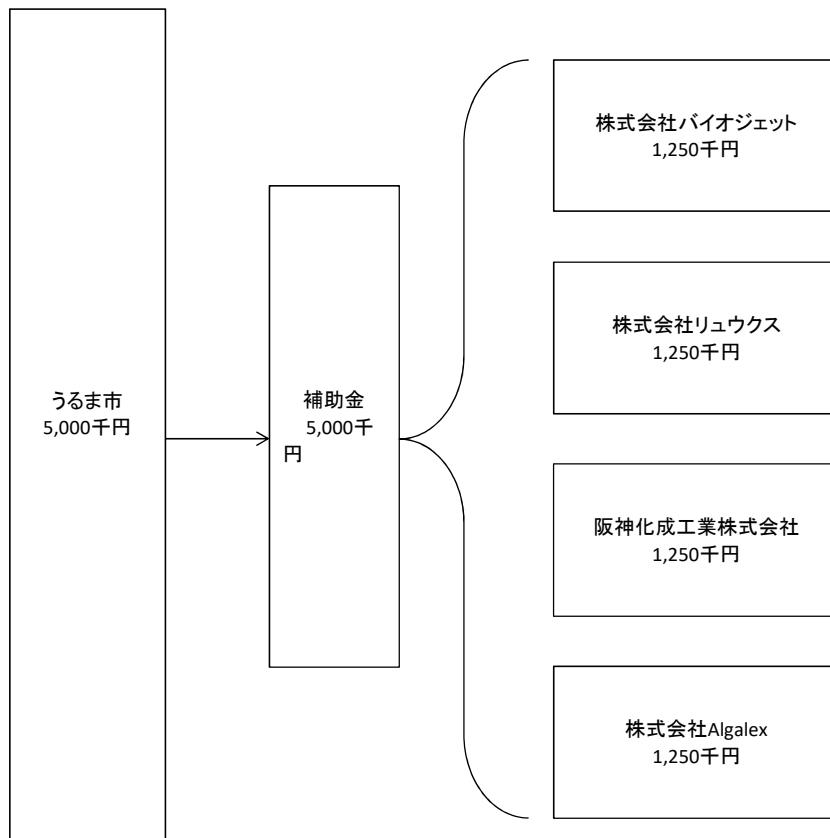 うるま市
5,000千円
補助金
5,000千
円
株式会社バイオジェット
1,250千円
株式会社リュウクス
1,250千円
阪神化成工業株式会社
1,250千円
株式会社Algalex
1,250千円